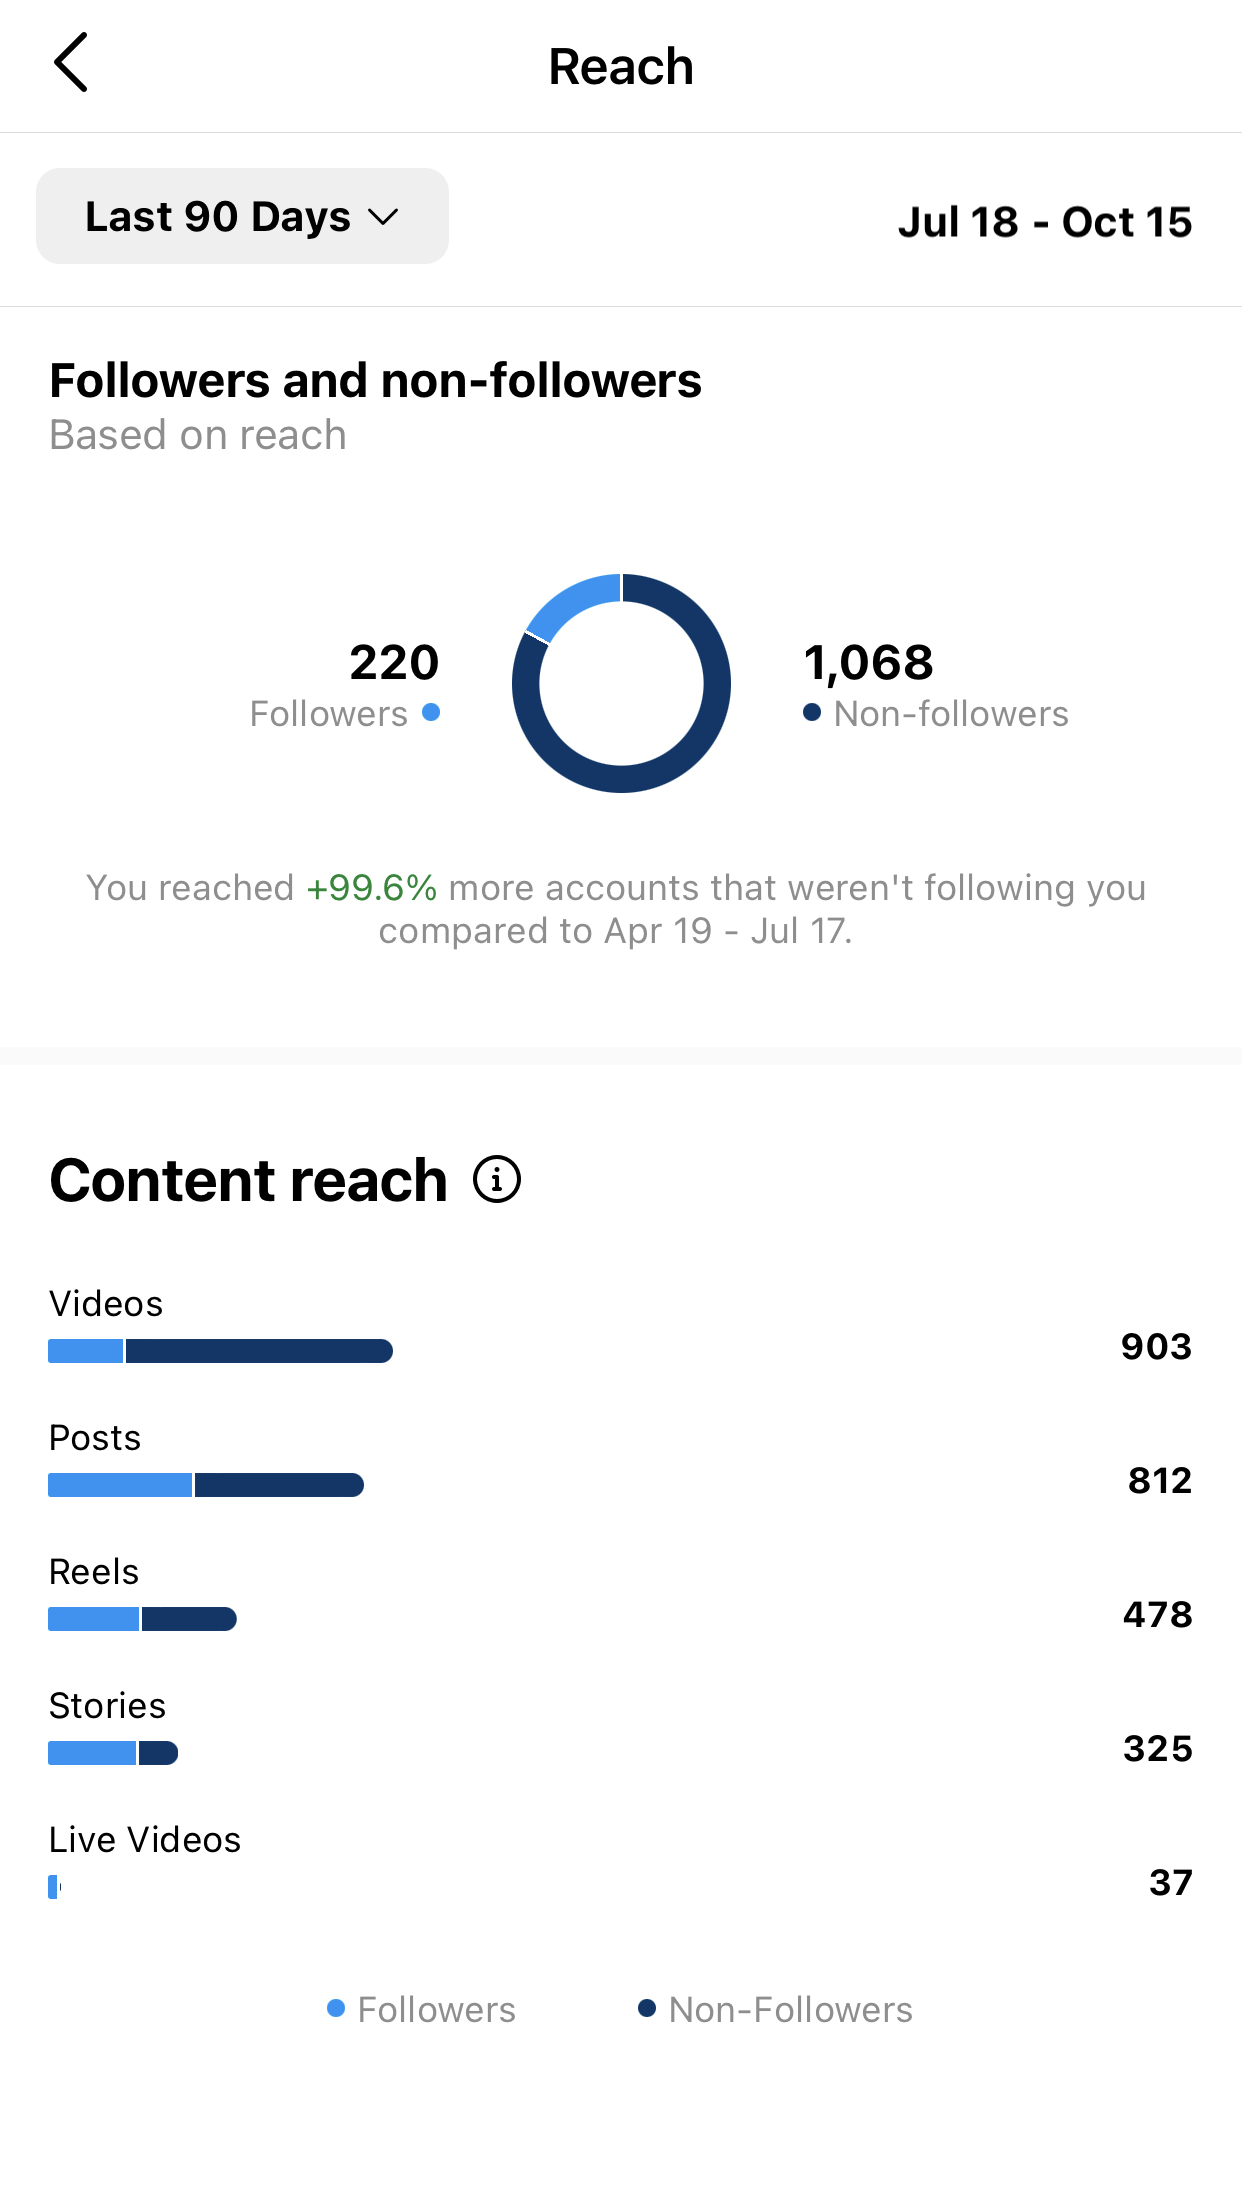 Reach
Last 90 Days
Jul 18 - Oct 15
Followers and non-followers
Based on reach
220
Followers
1,068
Non-followers
You reached +99.6% more accounts that weren't following you
compared to Apr 19 - Jul 17.
Content reach
Videos
903
Posts
812
Reels
478
Stories
325
Live Videos
37
Followers
Non-Followers